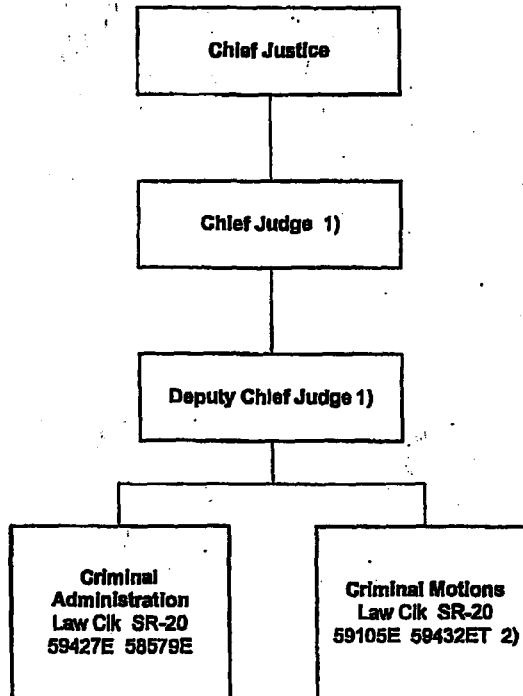 Chief Justice
Chief Judge 1)
Deputy Chief Judge 1)
Criminal
Administration
Law Clk SR-20
59427E 58579E
Criminal Motions
Law Clk SR-20
59105E 59432ET 2)